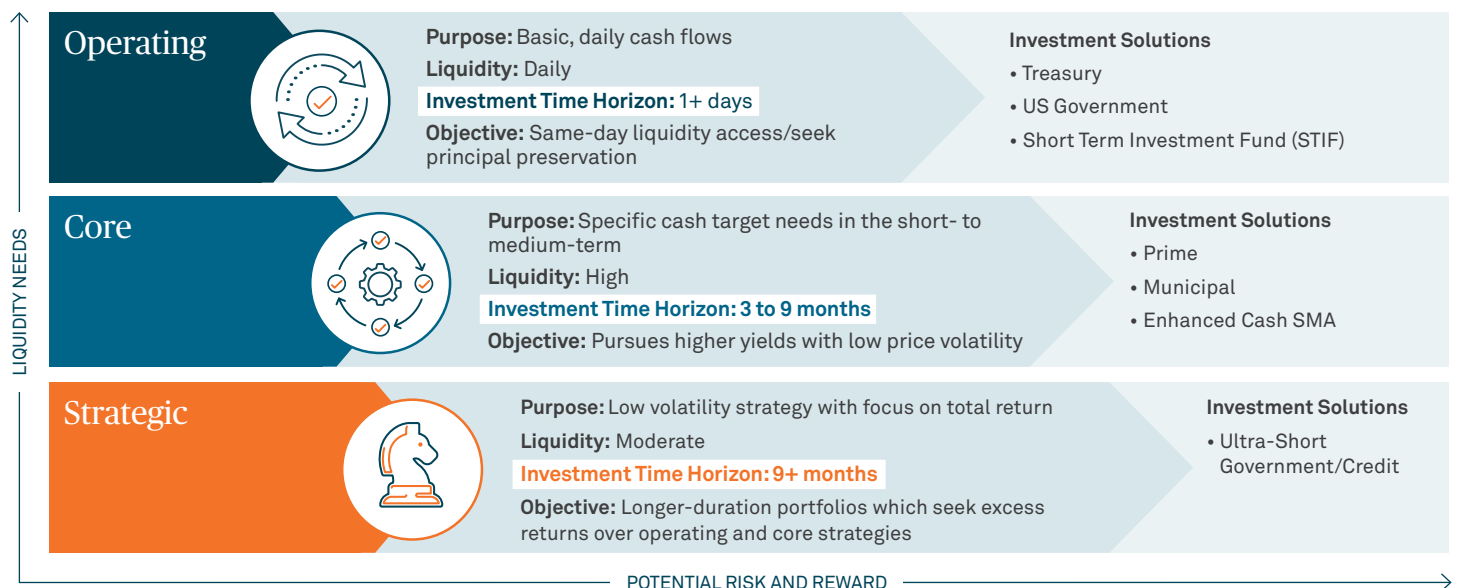 LIQUIDITY NEEDS
Operating
Purpose: Basic, daily cash flows
Liquidity: Daily
Investment Time Horizon: 1+ days
Objective: Same-day liquidity access/seek
principal preservation
Investment Solutions
• Treasury
• US Government
• Short Term Investment Fund (STIF)
Core
Purpose: Specific cash target needs in the short- to
medium-term
Liquidity: High
Investment Time Horizon: 3 to 9 months
Objective: Pursues higher yields with low price volatility
Investment Solutions
• Prime
• Municipal
• Enhanced Cash SMA
Strategic
Purpose: Low volatility strategy with focus on total return
Liquidity: Moderate
Investment Time Horizon: 9+ months
Objective: Longer-duration portfolios which seek excess
returns over operating and core strategies
Investment Solutions
• Ultra-Short
Government/Credit
POTENTIAL RISK AND REWARD